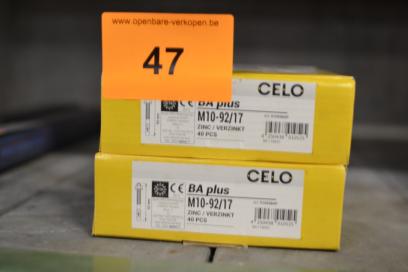 www.openbare-verkopen.be
47
CELO
BA plus
M10-92/17
ZINC / VERZINKT
40 PCS
CELO
BA plus
M10-92/17
ZINC / VERZINKT
40 PCS